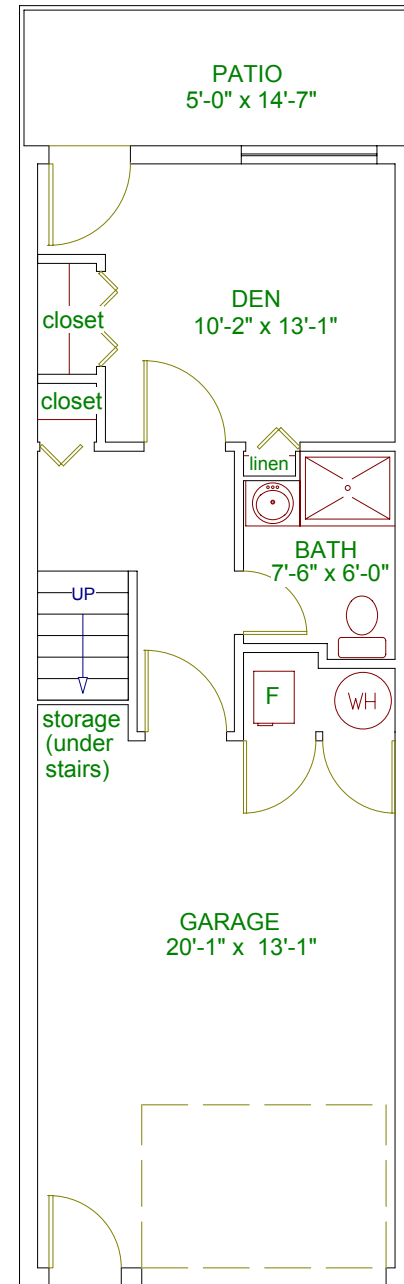 PATIO
5'-0" x 14'-7"
DEN
10'-2" x 13'-1"
closet
closet
linen
BATH
7'-6" x 6'-0"
UP
F
WH
storage
(under
stairs)
GARAGE
20'-1" x 13'-1"